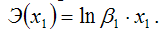 Э(x₁) = ln β₁ · x₁ .